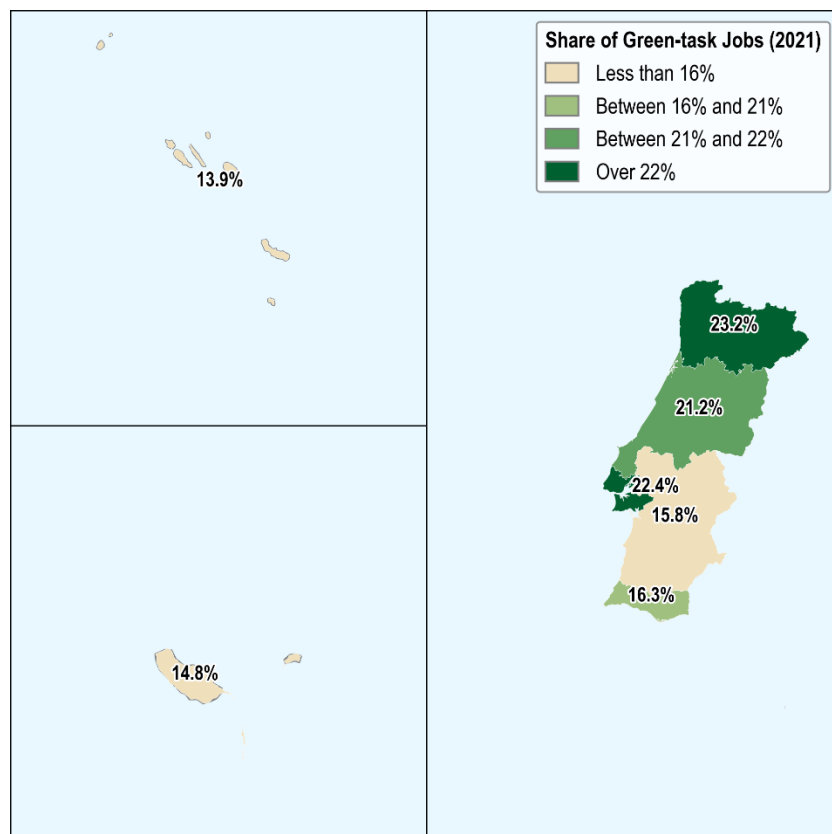 Share of Green-task Jobs (2021)
Less than 16%
Between 16% and 21%
Between 21% and 22%
Over 22%
13.9%
23.2%
21.2%
22.4%
15.8%
16.3%
14.8%